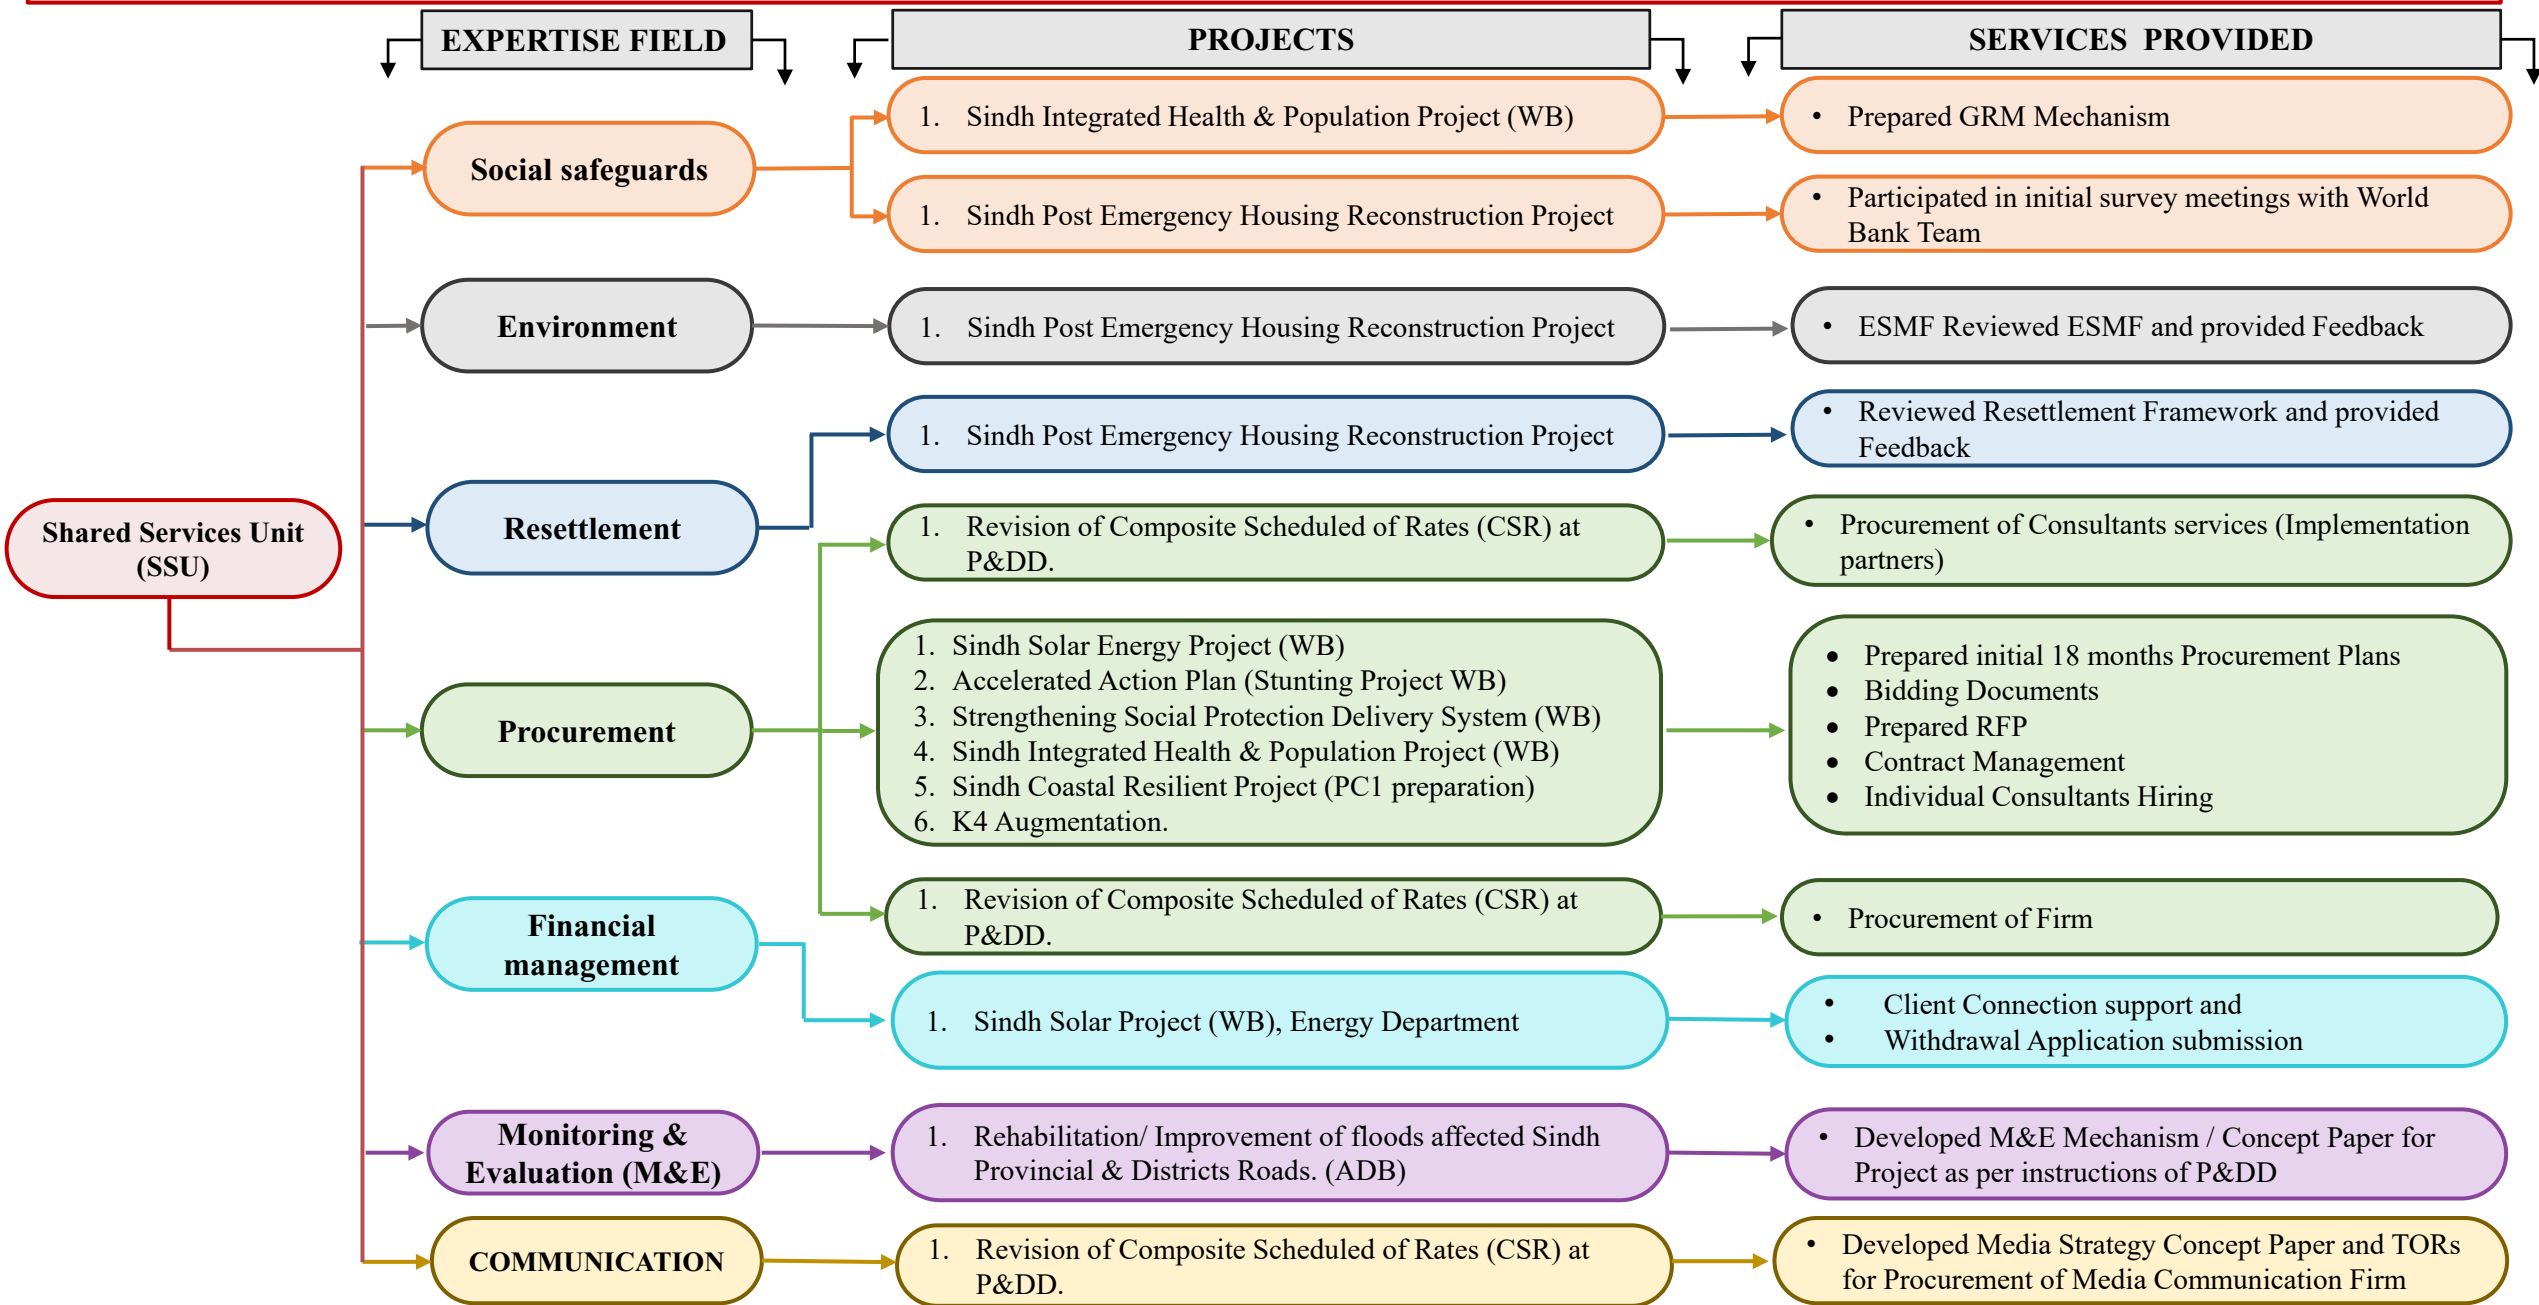 EXPERTISE FIELD
PROJECTS
SERVICES PROVIDED
Shared Services Unit
(SSU)
Social safeguards
1. Sindh Integrated Health & Population Project (WB)
• Prepared GRM Mechanism
1. Sindh Post Emergency Housing Reconstruction Project
• Participated in initial survey meetings with World
Bank Team
Environment
1. Sindh Post Emergency Housing Reconstruction Project
• ESMF Reviewed ESMF and provided Feedback
Resettlement
1. Sindh Post Emergency Housing Reconstruction Project
• Reviewed Resettlement Framework and provided
Feedback
Procurement
1. Revision of Composite Scheduled of Rates (CSR) at
P&DD.
• Procurement of Consultants services (Implementation
partners)
1. Sindh Solar Energy Project (WB)
2. Accelerated Action Plan (Stunting Project WB)
3. Strengthening Social Protection Delivery System (WB)
4. Sindh Integrated Health & Population Project (WB)
5. Sindh Coastal Resilient Project (PC1 preparation)
6. K4 Augmentation.
• Prepared initial 18 months Procurement Plans
• Bidding Documents
• Prepared RFP
• Contract Management
• Individual Consultants Hiring
1. Revision of Composite Scheduled of Rates (CSR) at
P&DD.
• Procurement of Firm
Financial
management
1. Sindh Solar Project (WB), Energy Department
• Client Connection support and
• Withdrawal Application submission
Monitoring &
Evaluation (M&E)
1. Rehabilitation/ Improvement of floods affected Sindh
Provincial & Districts Roads. (ADB)
• Developed M&E Mechanism / Concept Paper for
Project as per instructions of P&DD
COMMUNICATION
1. Revision of Composite Scheduled of Rates (CSR) at
P&DD.
• Developed Media Strategy Concept Paper and TORs
for Procurement of Media Communication Firm